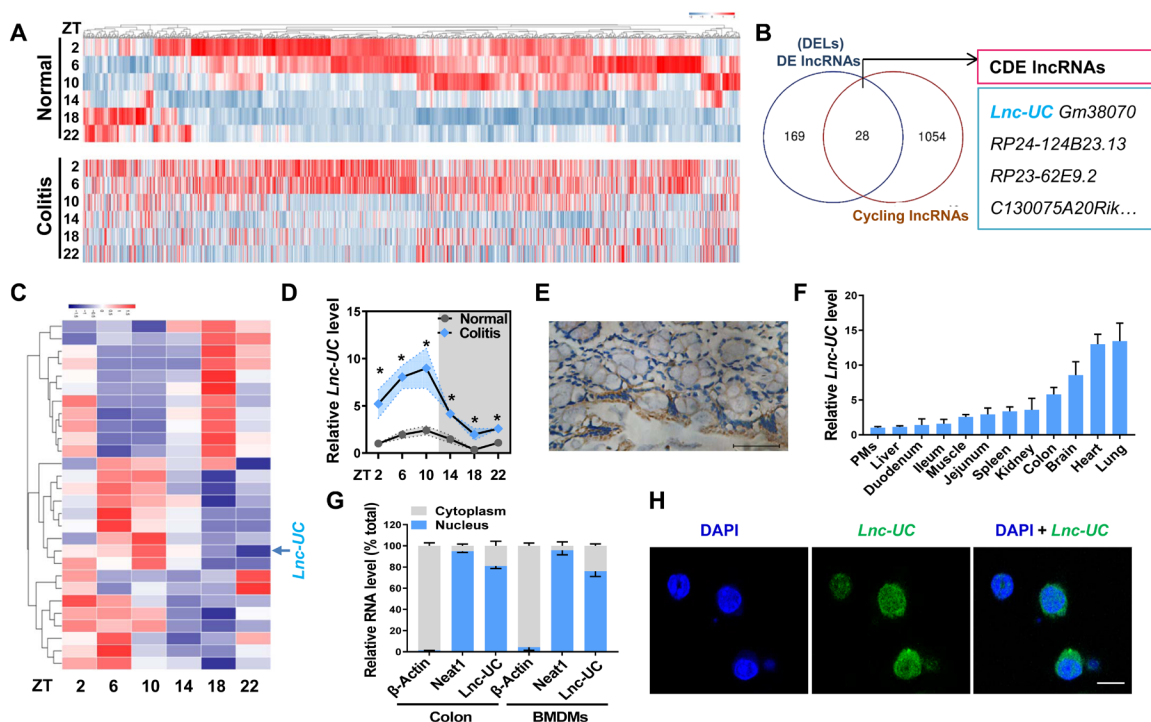 A
ZT
Normal
2
6
10
14
18
22
Colitis
2
6
10
14
18
22
B
(DELs)
DE lncRNAs
169
28
1054
Cycling lncRNAs
CDE lncRNAs
Lnc-UC Gm38070
RP24-124B23.13
RP23-62E9.2
C130075A20Rik…
C
Lnc-UC
ZT 2 6 10 14 18 22
D
Relative Lnc-UC level
15
10
5
0
Normal
Colitis
* * * * * *
ZT 2 6 10 14 18 22
E
F
Relative Lnc-UC level
20
15
10
5
0
PMs
Liver
Duodenum
Ileum
Muscle
Jejunum
Spleen
Kidney
Colon
Brain
Heart
Lung
G
Cytoplasm
Nucleus
Relative RNA level (% total)
120
100
80
60
40
20
0
β-Actin
Neat1
Lnc-UC
β-Actin
Neat1
Lnc-UC
Colon
BMDMs
H
DAPI
Lnc-UC
DAPI + Lnc-UC